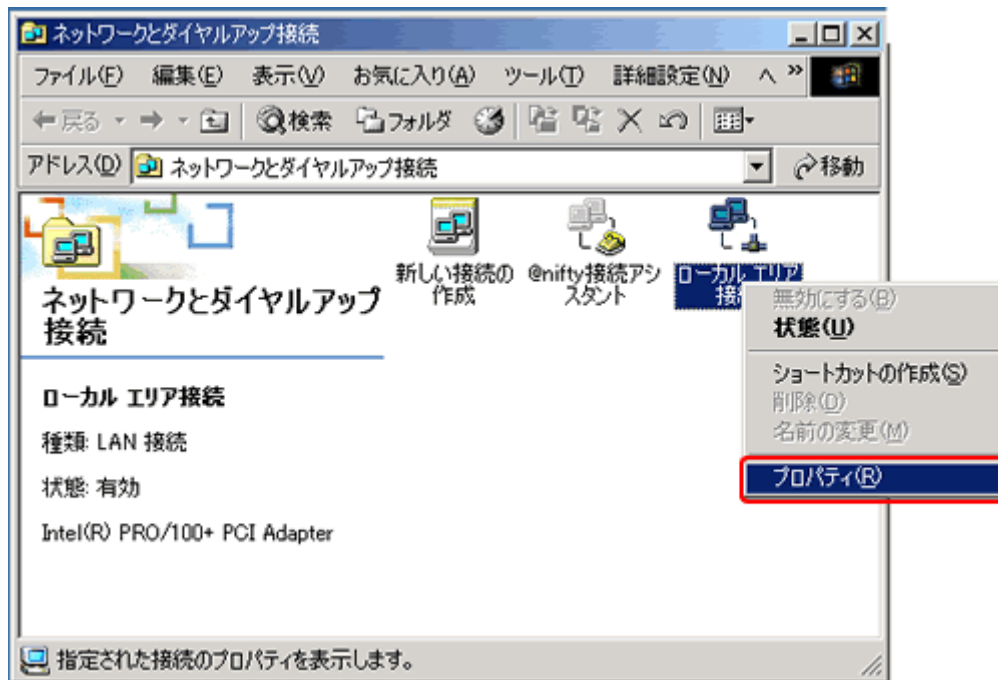 ネットワークとダイヤルアップ接続
ファイル(F) 編集(E) 表示(V) お気に入り(A) ツール(T) 詳細設定(N) ヘ »
戻る 検索 フォルダ
アドレス(D) ネットワークとダイヤルアップ接続 移動
新しい接続の
作成
@nifty接続アシ
スタント
ローカル エリア
接
ネットワークとダイヤルアップ
接続
ローカル エリア接続
種類: LAN 接続
状態: 有効
Intel(R) PRO/100+ PCI Adapter
無効にする(B)
状態(U)
ショートカットの作成(S)
削除(D)
名前の変更(M)
プロパティ(R)
指定された接続のプロパティを表示します。